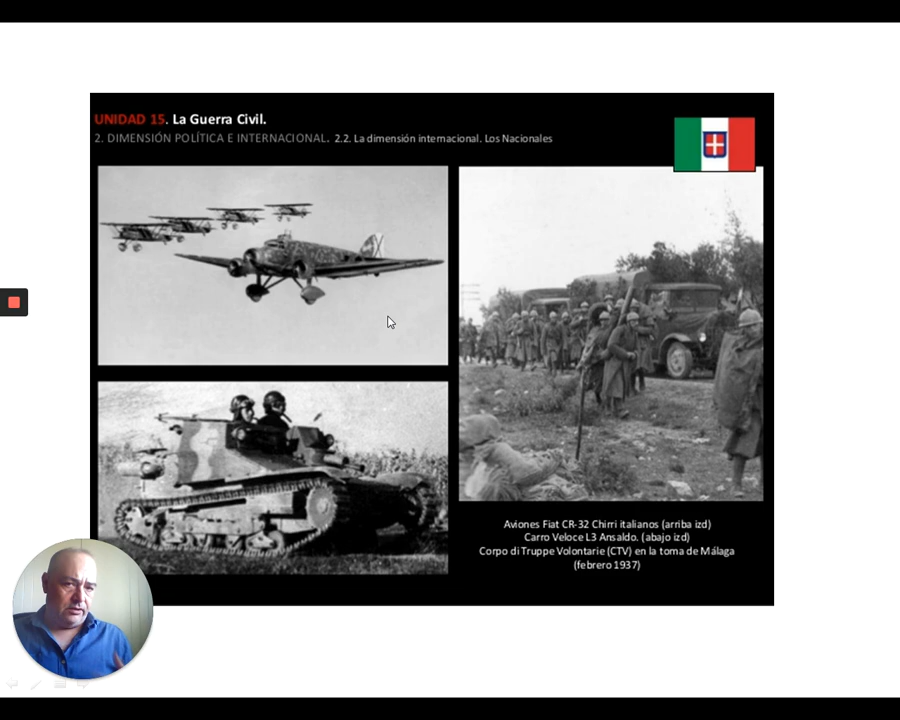 UNIDAD 15. La Guerra Civil.
2. DIMENSIÓN POLÍTICA E INTERNACIONAL. 2.2. La dimensión internacional. Los Nacionales
Aviones Fiat CR-32 Chirri italianos (arriba izd)
Carro Veloce L3 Ansaldo. (abajo izd)
Corpo di Truppe Volontarie (CTV) en la toma de Málaga
(febrero 1937)